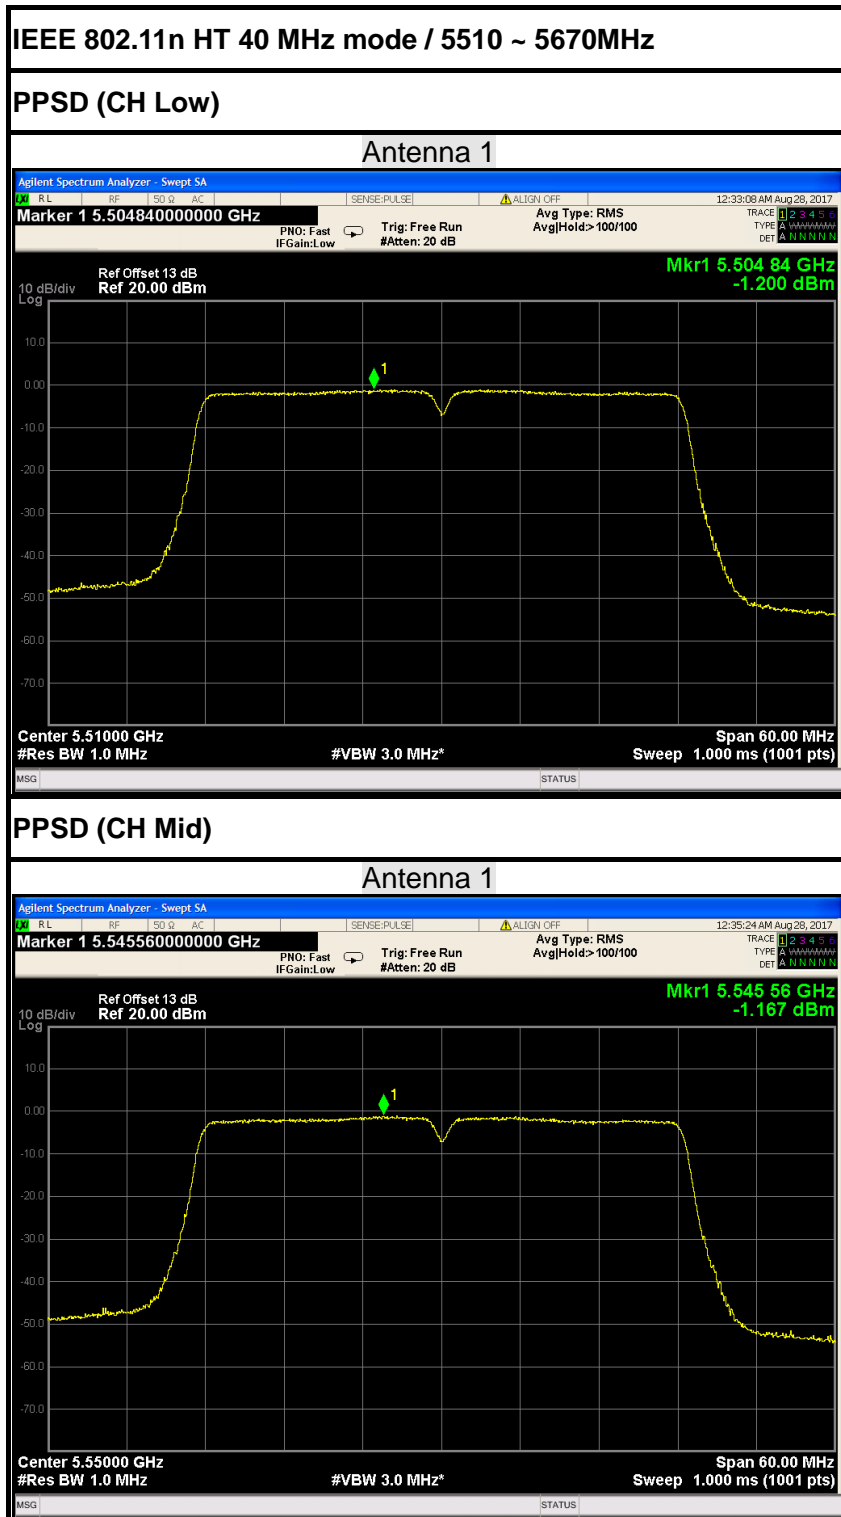 IEEE 802.11n HT 40 MHz mode / 5510 ~ 5670MHz
PPSD (CH Low)
Antenna 1
Agilent Spectrum Analyzer - Swept SA
LXI RL RF 50 Ω AC SENSE:PULSE ALIGN OFF 12:33:08 AM Aug 28, 2017
Marker 1 5.504840000000 GHz
PNO: Fast
IFGain:Low
Trig: Free Run
#Atten: 20 dB
Avg Type: RMS
Avg|Hold:>100/100
TRACE 1 2 3 4 5 6
TYPE A WWWWW
DET A N N N N N
Mkr1 5.504 84 GHz
-1.200 dBm
Ref Offset 13 dB
10 dB/div Ref 20.00 dBm
Log
10.0
1
0.00
-10.0
-20.0
-30.0
-40.0
-50.0
-60.0
-70.0
Center 5.51000 GHz Span 60.00 MHz
#Res BW 1.0 MHz #VBW 3.0 MHz* Sweep 1.000 ms (1001 pts)
MSG STATUS
PPSD (CH Mid)
Antenna 1
Agilent Spectrum Analyzer - Swept SA
LXI RL RF 50 Ω AC SENSE:PULSE ALIGN OFF 12:35:24 AM Aug 28, 2017
Marker 1 5.545560000000 GHz
PNO: Fast
IFGain:Low
Trig: Free Run
#Atten: 20 dB
Avg Type: RMS
Avg|Hold:>100/100
TRACE 1 2 3 4 5 6
TYPE A WWWWW
DET A N N N N N
Mkr1 5.545 56 GHz
-1.167 dBm
Ref Offset 13 dB
10 dB/div Ref 20.00 dBm
Log
10.0
1
0.00
-10.0
-20.0
-30.0
-40.0
-50.0
-60.0
-70.0
Center 5.55000 GHz Span 60.00 MHz
#Res BW 1.0 MHz #VBW 3.0 MHz* Sweep 1.000 ms (1001 pts)
MSG STATUS